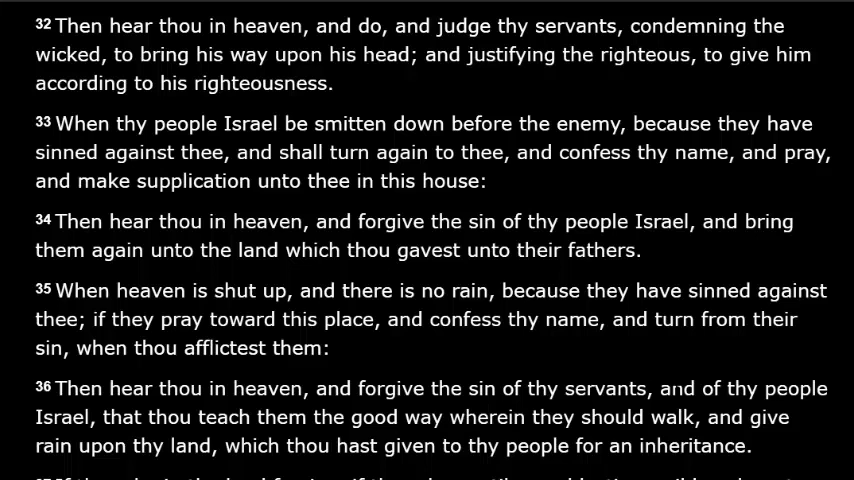 32 Then hear thou in heaven, and do, and judge thy servants, condemning the
wicked, to bring his way upon his head; and justifying the righteous, to give him
according to his righteousness.
33 When thy people Israel be smitten down before the enemy, because they have
sinned against thee, and shall turn again to thee, and confess thy name, and pray,
and make supplication unto thee in this house:
34 Then hear thou in heaven, and forgive the sin of thy people Israel, and bring
them again unto the land which thou gavest unto their fathers.
35 When heaven is shut up, and there is no rain, because they have sinned against
thee; if they pray toward this place, and confess thy name, and turn from their
sin, when thou afflictest them:
36 Then hear thou in heaven, and forgive the sin of thy servants, and of thy people
Israel, that thou teach them the good way wherein they should walk, and give
rain upon thy land, which thou hast given to thy people for an inheritance.